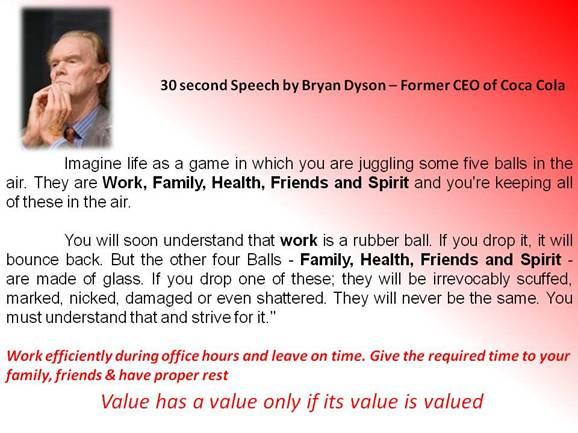 30 second Speech by Bryan Dyson – Former CEO of Coca Cola
Imagine life as a game in which you are juggling some five balls in the
air. They are Work, Family, Health, Friends and Spirit and you're keeping all
of these in the air.
You will soon understand that work is a rubber ball. If you drop it, it will
bounce back. But the other four Balls - Family, Health, Friends and Spirit -
are made of glass. If you drop one of these; they will be irrevocably scuffed,
marked, nicked, damaged or even shattered. They will never be the same. You
must understand that and strive for it."
Work efficiently during office hours and leave on time. Give the required time to your
family, friends & have proper rest
Value has a value only if its value is valued